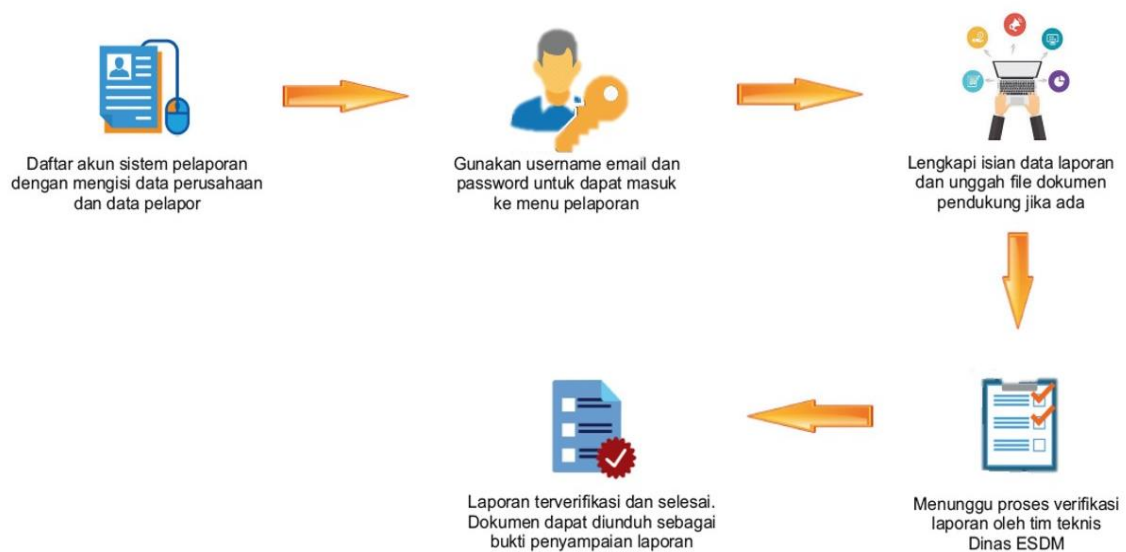 Daftar akun sistem pelaporan
dengan mengisi data perusahaan
dan data pelapor
Gunakan username email dan
password untuk dapat masuk
ke menu pelaporan
Lengkapi isian data laporan
dan unggah file dokumen
pendukung jika ada
Menunggu proses verifikasi
laporan oleh tim teknis
Dinas ESDM
Laporan terverifikasi dan selesai.
Dokumen dapat diunduh sebagai
bukti penyampaian laporan